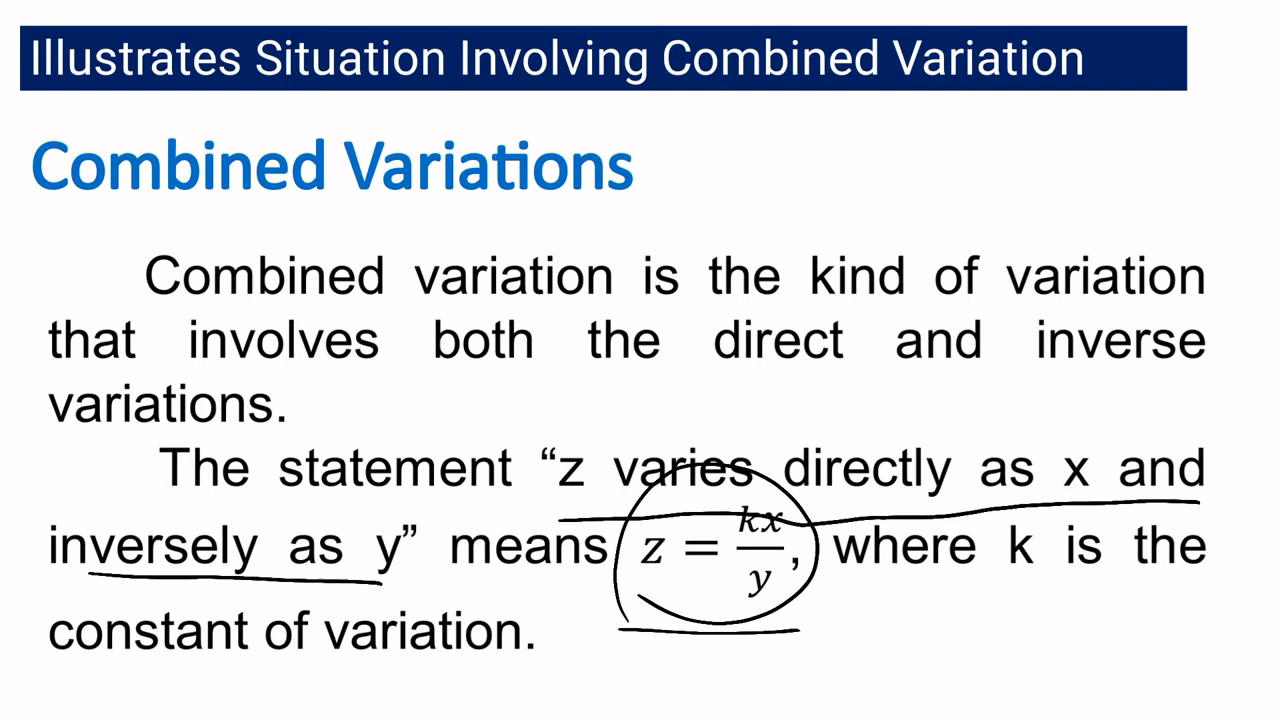 Illustrates Situation Involving Combined Variation
Combined Variations
Combined variation is the kind of variation
that involves both the direct and inverse
variations.
The statement “z varies directly as x and
inversely as y” means z = kx/y, where k is the
constant of variation.